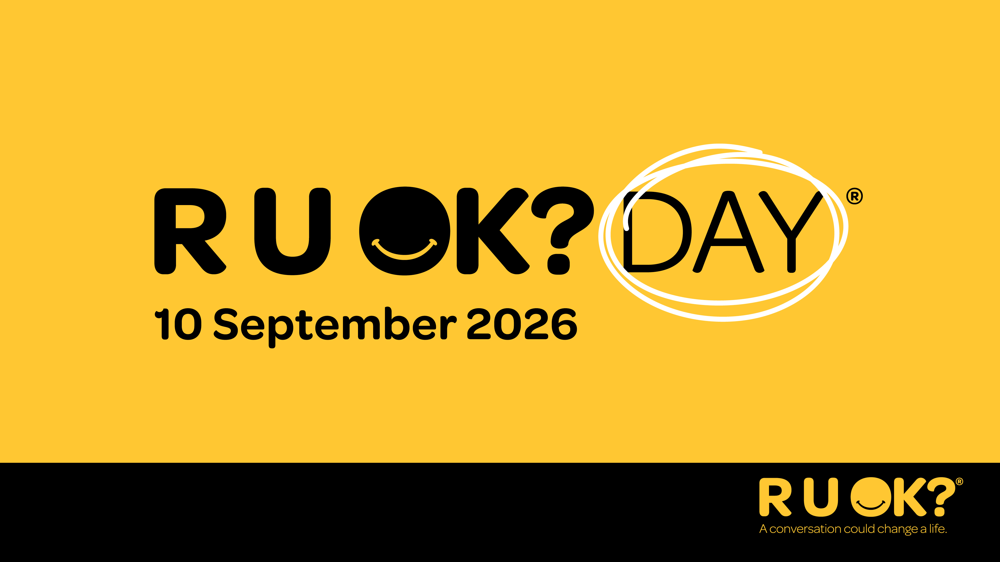 R U OK? DAY®
10 September 2026
R U OK?®
A conversation could change a life.